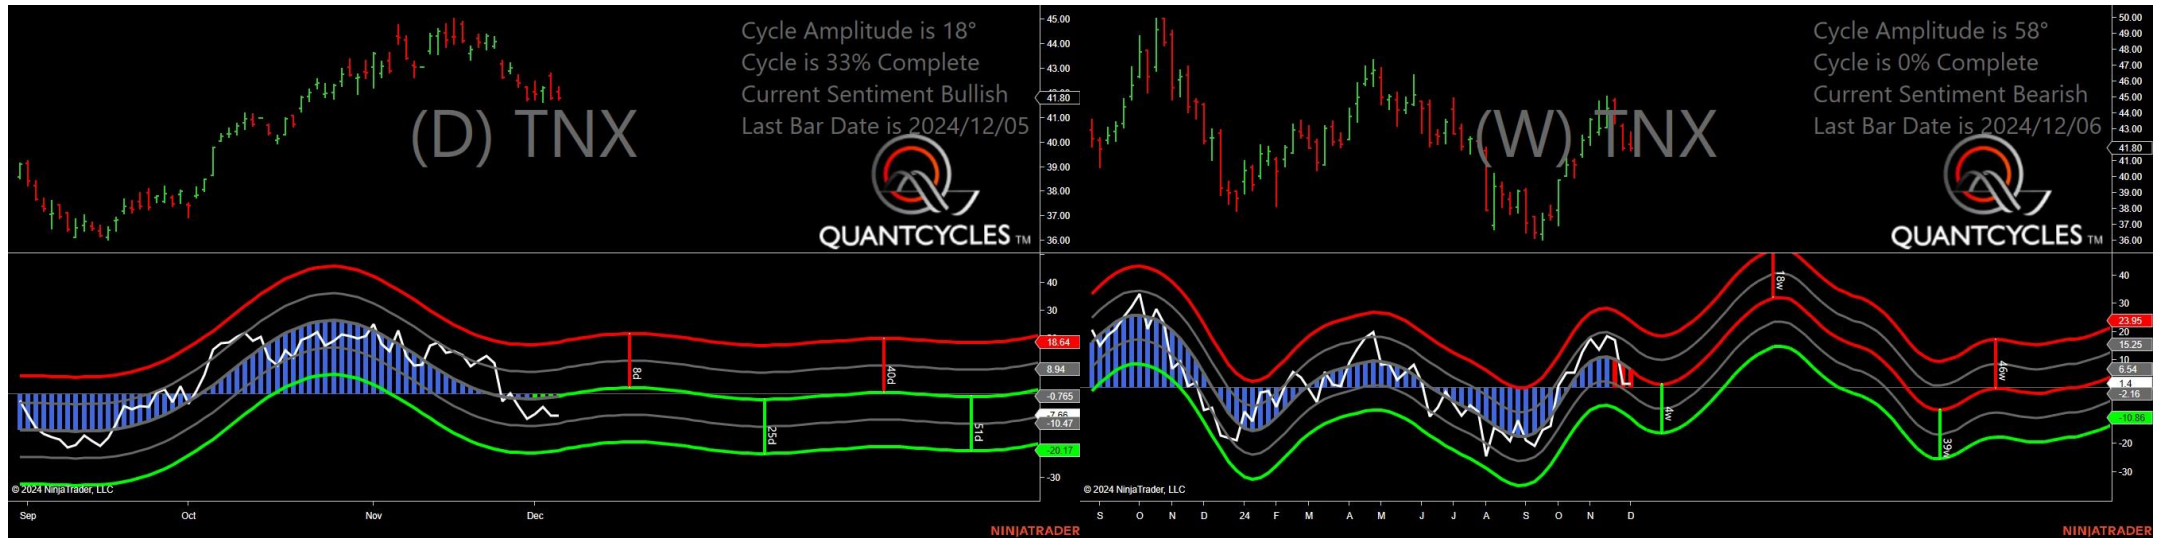 Cycle Amplitude is 18°
Cycle is 33% Complete
Current Sentiment Bullish
Last Bar Date is 2024/12/05
(D) TNX
QUANTCYCLES TM
45.00
44.00
43.00
41.80
41.00
40.00
39.00
38.00
37.00
36.00
40
30
18.64
8.94
-0.765
-10.47
-20.17
-30
8d
25d
40d
51d
© 2024 NinjaTrader, LLC
Sep Oct Nov Dec
NINJATRADER
Cycle Amplitude is 58°
Cycle is 0% Complete
Current Sentiment Bearish
Last Bar Date is 2024/12/06
(W) TNX
QUANTCYCLES TM
50.00
49.00
48.00
47.00
46.00
45.00
44.00
43.00
41.80
41.00
40.00
39.00
38.00
37.00
36.00
40
30
23.95
20
15.25
10
6.54
1.4
-2.16
-10.86
-20
-30
4w
18w
39w
46w
© 2024 NinjaTrader, LLC
S O N D 24 F M A M J J A S O N D
NINJATRADER